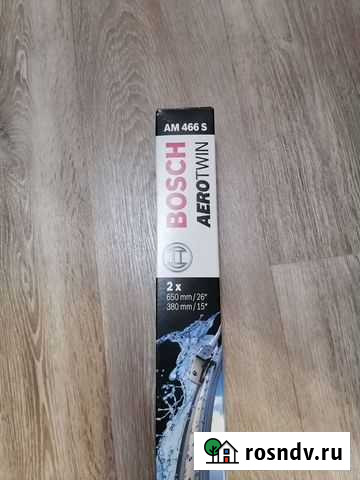 AM 466 S
BOSCH
AEROTWIN
2 x
650 mm / 26"
380 mm / 15"
rosndv.ru